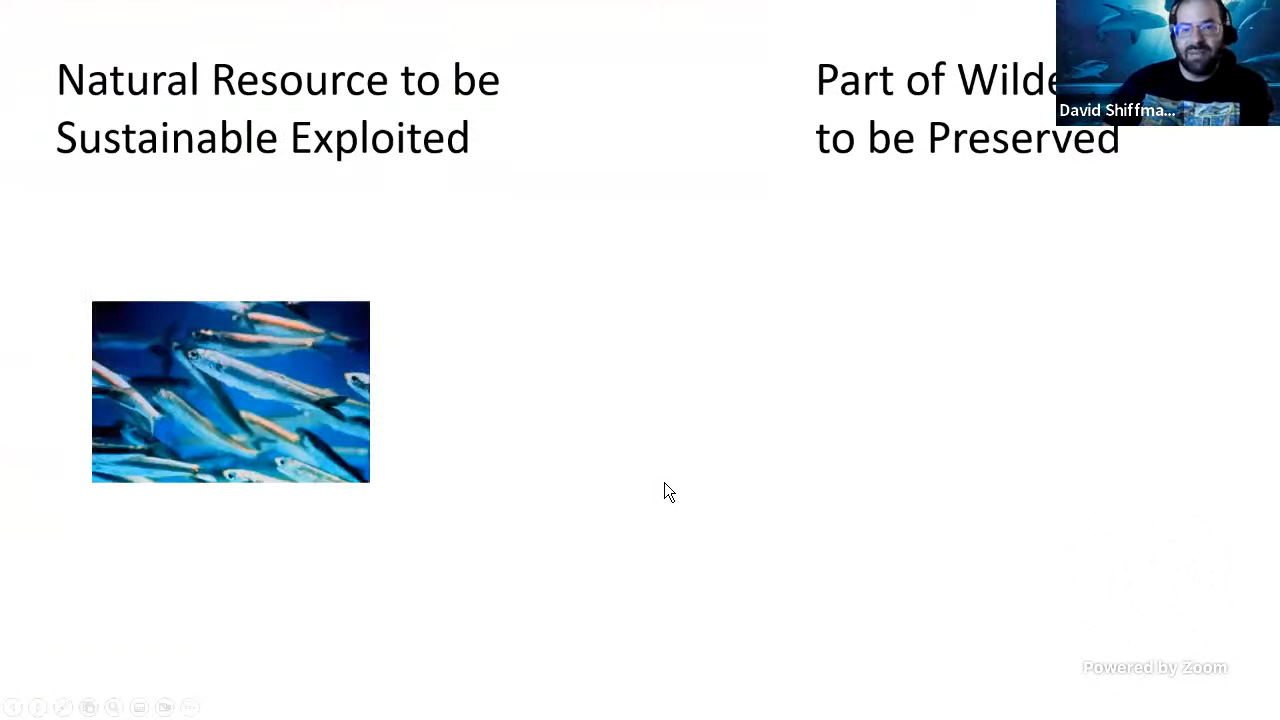 Natural Resource to be
Sustainable Exploited
Part of Wilde
to be Preserved
David Shiffma...
Powered by Zoom